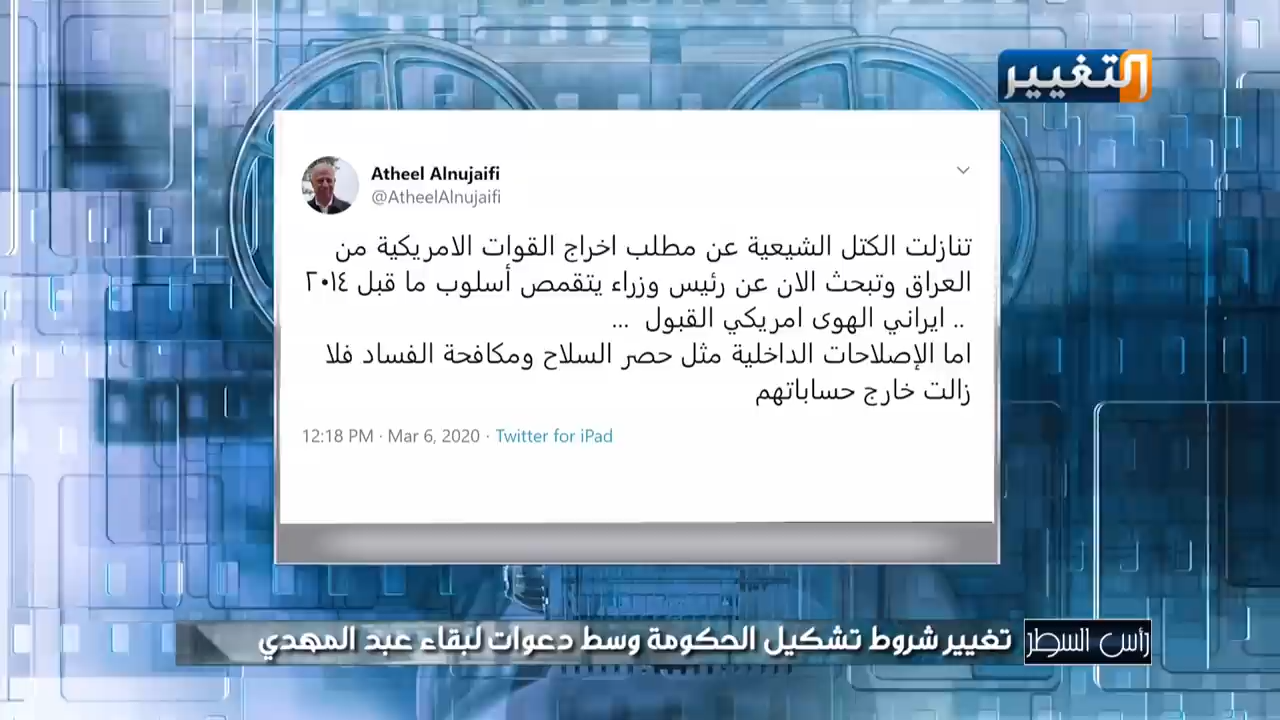 التغيير
Atheel Alnujaifi
@AtheelAlnujaifi
تنازلت الكتل الشيعية عن مطلب اخراج القوات الامريكية من
العراق وتبحث الان عن رئيس وزراء يتقمص أسلوب ما قبل ٢٠١٤
.. ايراني الهوى امريكي القبول ...
اما الإصلاحات الداخلية مثل حصر السلاح ومكافحة الفساد فلا
زالت خارج حساباتهم
12:18 PM · Mar 6, 2020 · Twitter for iPad
رأس السطر
تغيير شروط تشكيل الحكومة وسط دعوات لبقاء عبد المهدي